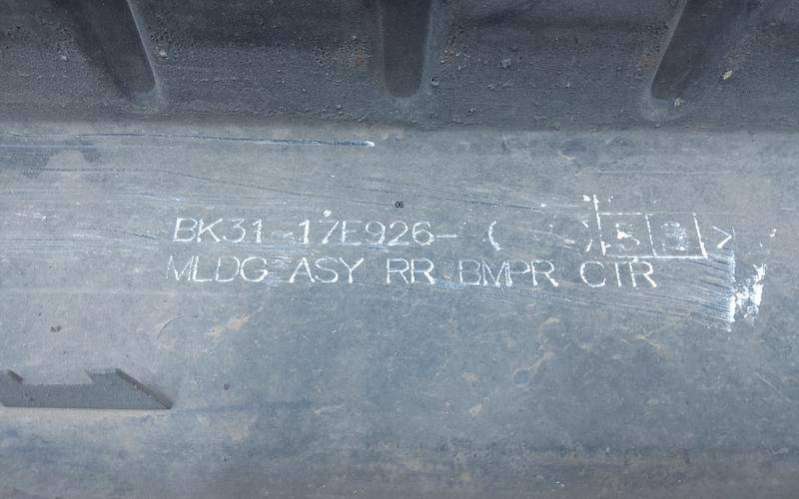 BK31-17E926-
MLDG ASY RR BMPR CTR